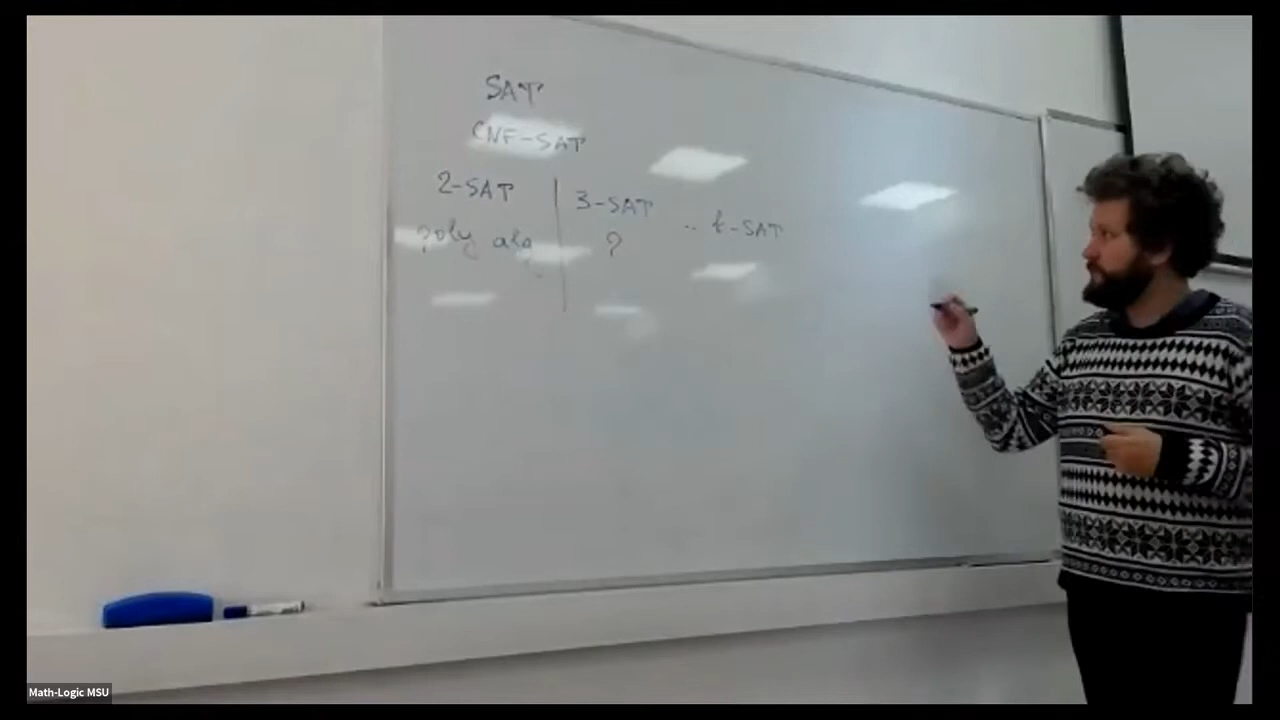 SAT
CNF-SAT
2-SAT | 3-SAT .. t-SAT
poly alg ?
Math-Logic MSU